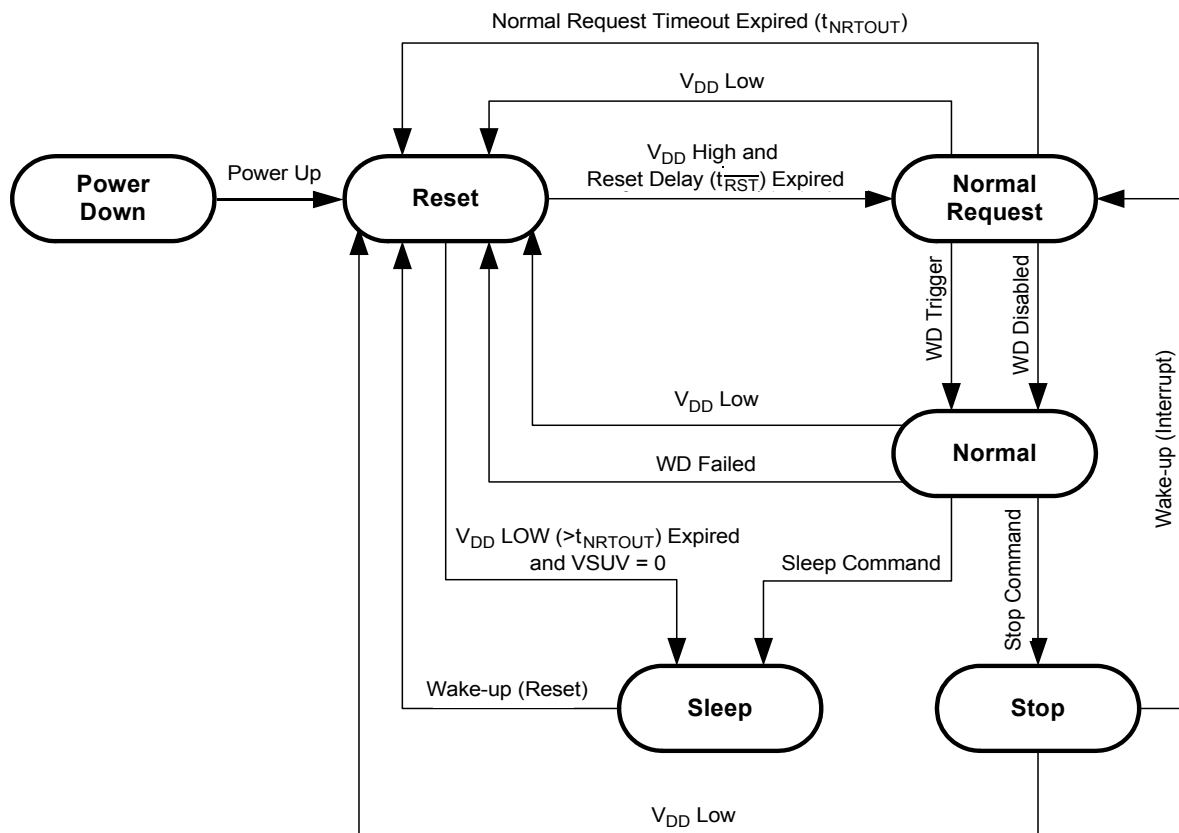 Normal Request Timeout Expired (tNRTOUT)
VDD Low
Power Down
Power Up
Reset
VDD High and
Reset Delay (tRST) Expired
Normal
Request
WD Trigger
WD Disabled
VDD Low
Normal
WD Failed
Wake-up (Interrupt)
VDD LOW (>tNRTOUT) Expired
and VSUV = 0
Sleep Command
Stop Command
Wake-up (Reset)
Sleep
Stop
VDD Low